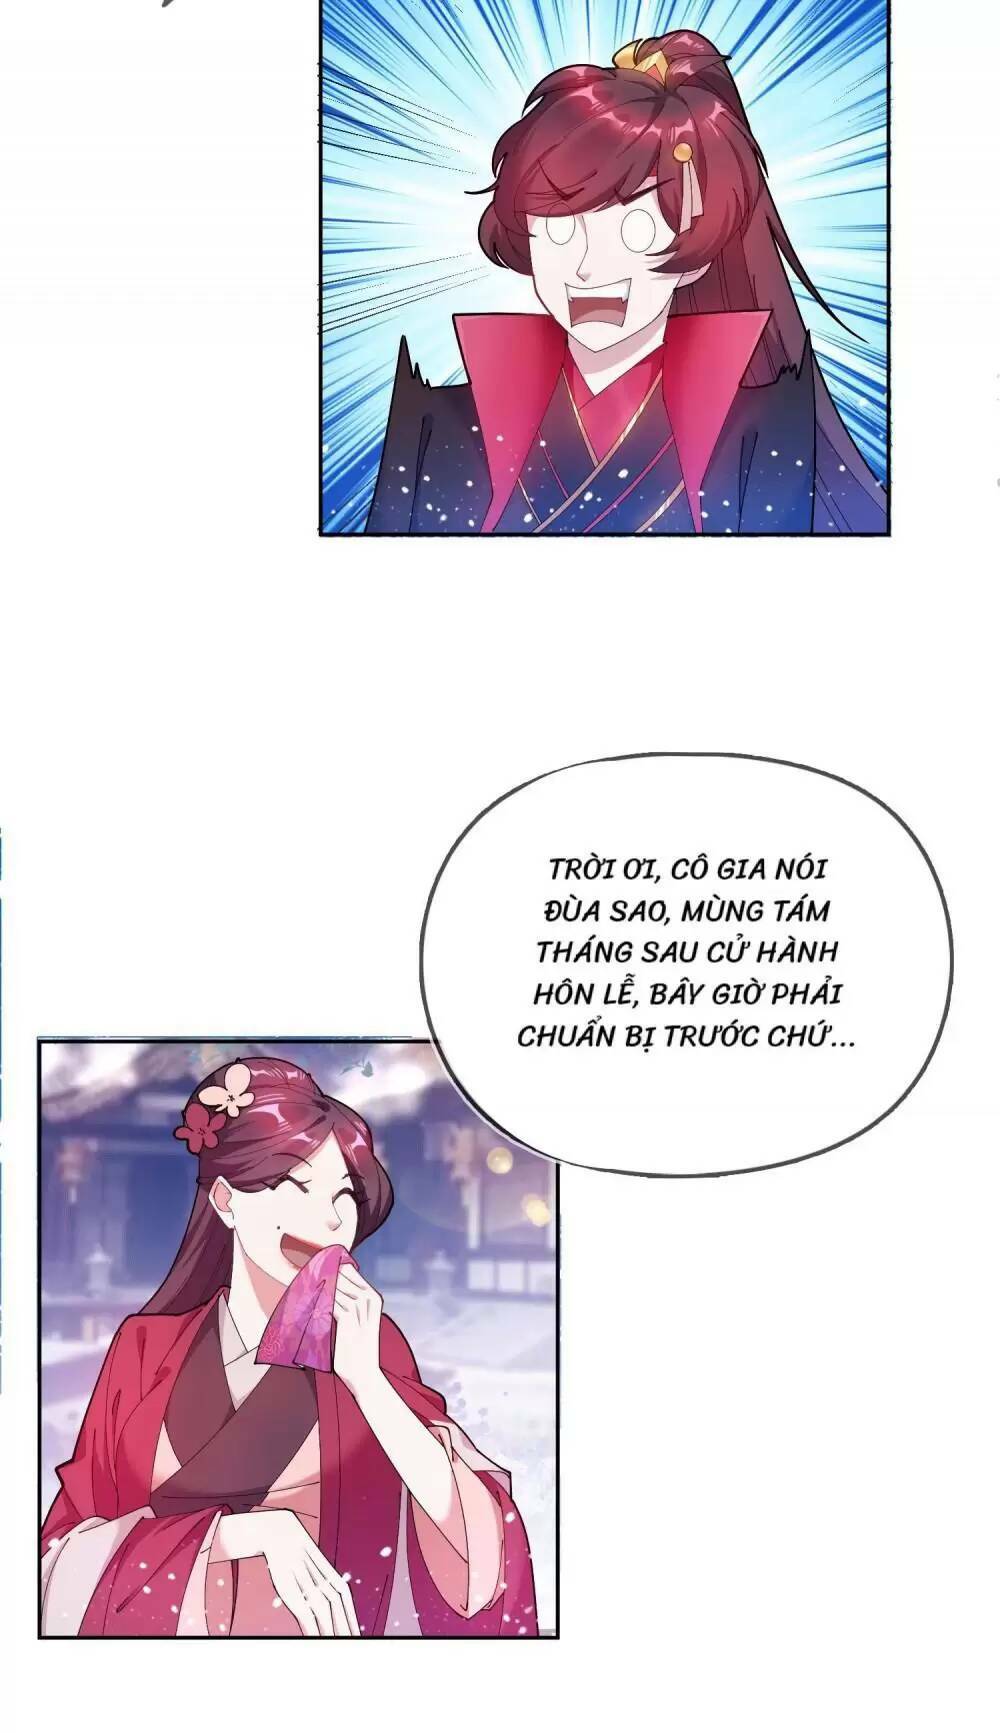 TRỜI ƠI, CÔ GIA NÓI
ĐÙA SAO, MÙNG TÁM
THÁNG SAU CỬ HÀNH
HÔN LỄ, BÂY GIỜ PHẢI
CHUẨN BỊ TRƯỚC CHỨ...